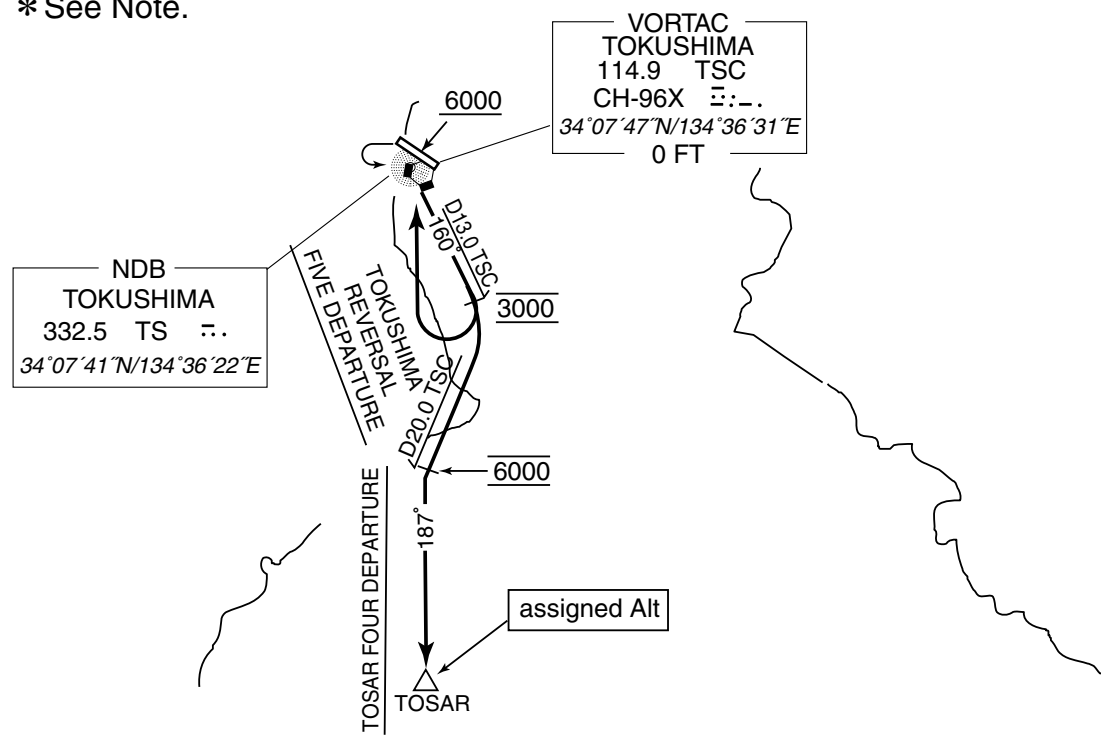 * See Note.
VORTAC
TOKUSHIMA
114.9 TSC
CH-96X
34°07´47˝N/134°36´31˝E
0 FT
6000
NDB
TOKUSHIMA
332.5 TS
34°07´41˝N/134°36´22˝E
D13.0 TSC
160°
3000
TOKUSHIMA
REVERSAL
FIVE DEPARTURE
D20.0 TSC
6000
187°
TOSAR FOUR DEPARTURE
assigned Alt
TOSAR